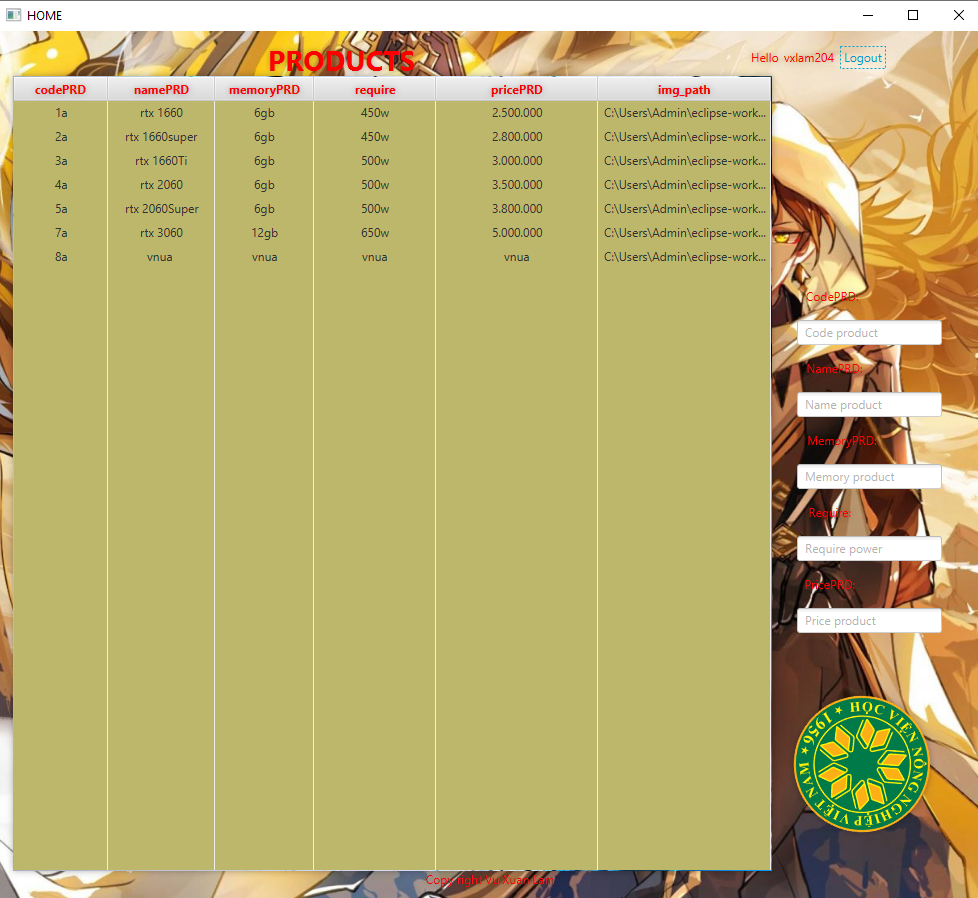 HOME
PRODUCTS
Hello vxlam204 Logout
codePRD namePRD memoryPRD require pricePRD img_path
1a rtx 1660 6gb 450w 2.500.000 C:\Users\Admin\eclipse-work...
2a rtx 1660super 6gb 450w 2.800.000 C:\Users\Admin\eclipse-work...
3a rtx 1660Ti 6gb 500w 3.000.000 C:\Users\Admin\eclipse-work...
4a rtx 2060 6gb 500w 3.500.000 C:\Users\Admin\eclipse-work...
5a rtx 2060Super 6gb 500w 3.800.000 C:\Users\Admin\eclipse-work...
7a rtx 3060 12gb 650w 5.000.000 C:\Users\Admin\eclipse-work...
8a vnua vnua vnua vnua C:\Users\Admin\eclipse-work...
CodePRD:
Code product
NamePRD:
Name product
MemoryPRD:
Memory product
Require:
Require power
PricePRD:
Price product
HỌC VIỆN NÔNG NGHIỆP VIỆT NAM
1956
Copy right Vu Xuan Lam